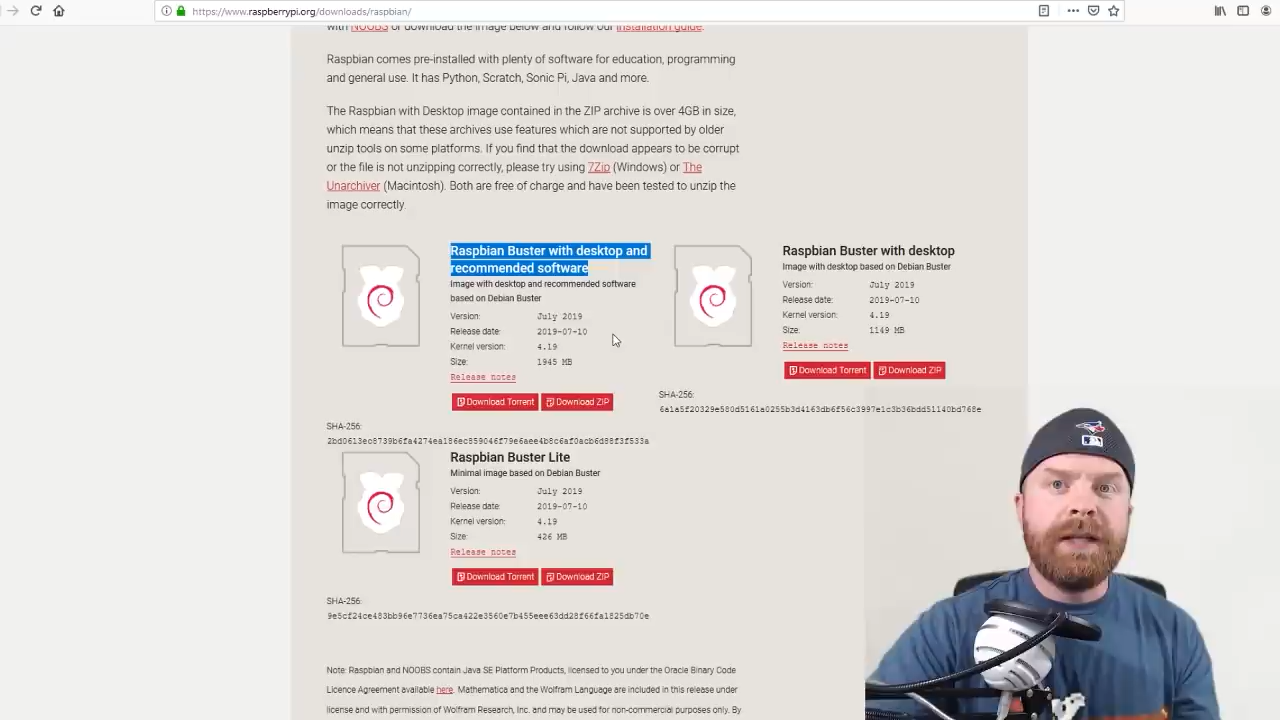 https://www.raspberrypi.org/downloads/raspbian/
with NOOBS or download the image below and follow our installation guide.
Raspbian comes pre-installed with plenty of software for education, programming
and general use. It has Python, Scratch, Sonic Pi, Java and more.
The Raspbian with Desktop image contained in the ZIP archive is over 4GB in size,
which means that these archives use features which are not supported by older
unzip tools on some platforms. If you find that the download appears to be corrupt
or the file is not unzipping correctly, please try using 7Zip (Windows) or The
Unarchiver (Macintosh). Both are free of charge and have been tested to unzip the
image correctly.
Raspbian Buster with desktop and
recommended software
Image with desktop and recommended software
based on Debian Buster
Version: July 2019
Release date: 2019-07-10
Kernel version: 4.19
Size: 1945 MB
Release notes
Download Torrent Download ZIP
SHA-256:
Raspbian Buster with desktop
Image with desktop based on Debian Buster
Version: July 2019
Release date: 2019-07-10
Kernel version: 4.19
Size: 1149 MB
Release notes
Download Torrent Download ZIP
SHA-256:
Raspbian Buster Lite
Minimal image based on Debian Buster
Version: July 2019
Release date: 2019-07-10
Kernel version: 4.19
Size: 426 MB
Release notes
Download Torrent Download ZIP
SHA-256:
Note: Raspbian and NOOBS contain Java SE Platform Products, licensed to you under the Oracle Binary Code
Licence Agreement available here. Mathematica and the Wolfram Language are included in this release under
license and with permission of Wolfram Research, Inc. and may be used for non-commercial purposes only. By